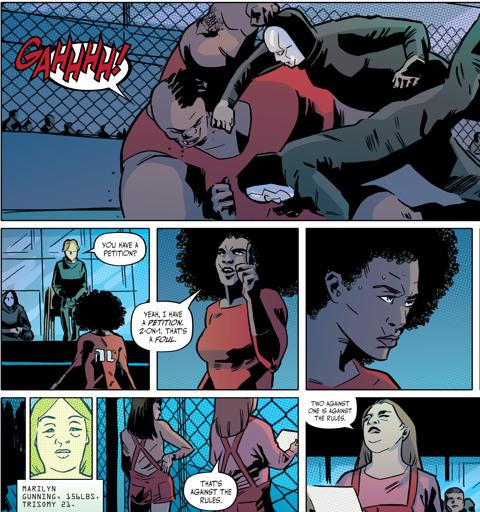 GAHHHH!
YOU HAVE A
PETITION?
YEAH, I HAVE
A PETITION.
2-ON-1. THAT'S
A FOUL.
MARILYN
GUNNING, 156LBS.
TRISOMY 21.
THAT'S
AGAINST THE
RULES.
TWO AGAINST
ONE IS AGAINST
THE RULES.